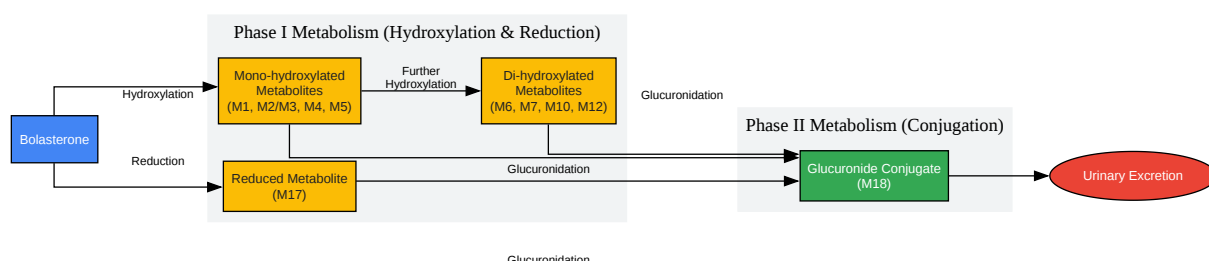 Phase I Metabolism (Hydroxylation & Reduction)
Mono-hydroxylated
Metabolites
(M1, M2/M3, M4, M5)
Further
Hydroxylation
Di-hydroxylated
Metabolites
(M6, M7, M10, M12)
Hydroxylation
Glucuronidation
Bolasterone
Phase II Metabolism (Conjugation)
Reduction
Glucuronidation
Reduced Metabolite
(M17)
Glucuronide Conjugate
(M18)
Urinary Excretion
Glucuronidation